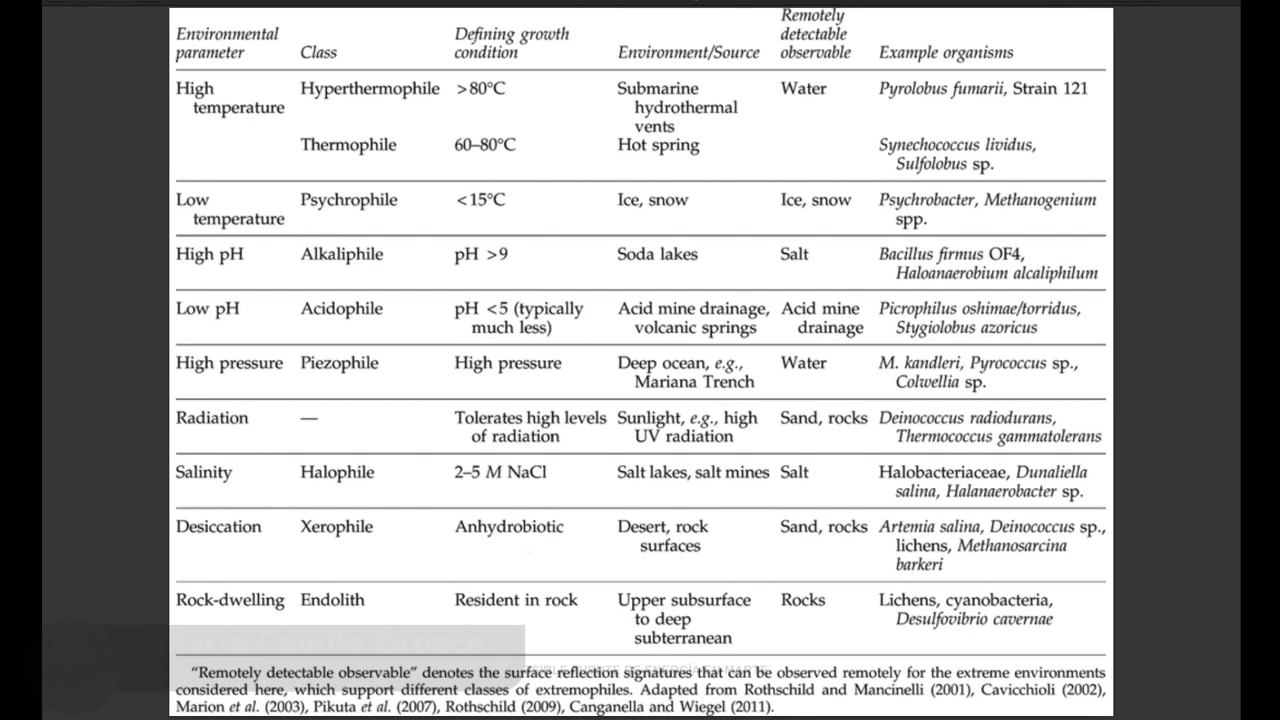 Environmental parameter Class Defining growth condition Environment/Source Remotely detectable observable Example organisms
High temperature Hyperthermophile >80°C Submarine hydrothermal vents Water Pyrolobus fumarii, Strain 121
Thermophile 60–80°C Hot spring Synechococcus lividus, Sulfolobus sp.
Low temperature Psychrophile <15°C Ice, snow Ice, snow Psychrobacter, Methanogenium spp.
High pH Alkaliphile pH >9 Soda lakes Salt Bacillus firmus OF4, Haloanaerobium alcaliphilum
Low pH Acidophile pH <5 (typically much less) Acid mine drainage, volcanic springs Acid mine drainage Picrophilus oshimae/torridus, Stygiolobus azoricus
High pressure Piezophile High pressure Deep ocean, e.g., Mariana Trench Water M. kandleri, Pyrococcus sp., Colwellia sp.
Radiation — Tolerates high levels of radiation Sunlight, e.g., high UV radiation Sand, rocks Deinococcus radiodurans, Thermococcus gammatolerans
Salinity Halophile 2–5 M NaCl Salt lakes, salt mines Salt Halobacteriaceae, Dunaliella salina, Halanaerobacter sp.
Desiccation Xerophile Anhydrobiotic Desert, rock surfaces Sand, rocks Artemia salina, Deinococcus sp., lichens, Methanosarcina barkeri
Rock-dwelling Endolith Resident in rock Upper subsurface to deep subterranean Rocks Lichens, cyanobacteria, Desulfovibrio cavernae
"Remotely detectable observable" denotes the surface reflection signatures that can be observed remotely for the extreme environments
considered here, which support different classes of extremophiles. Adapted from Rothschild and Mancinelli (2001), Cavicchioli (2002),
Marion et al. (2003), Pikuta et al. (2007), Rothschild (2009), Canganella and Wiegel (2011).